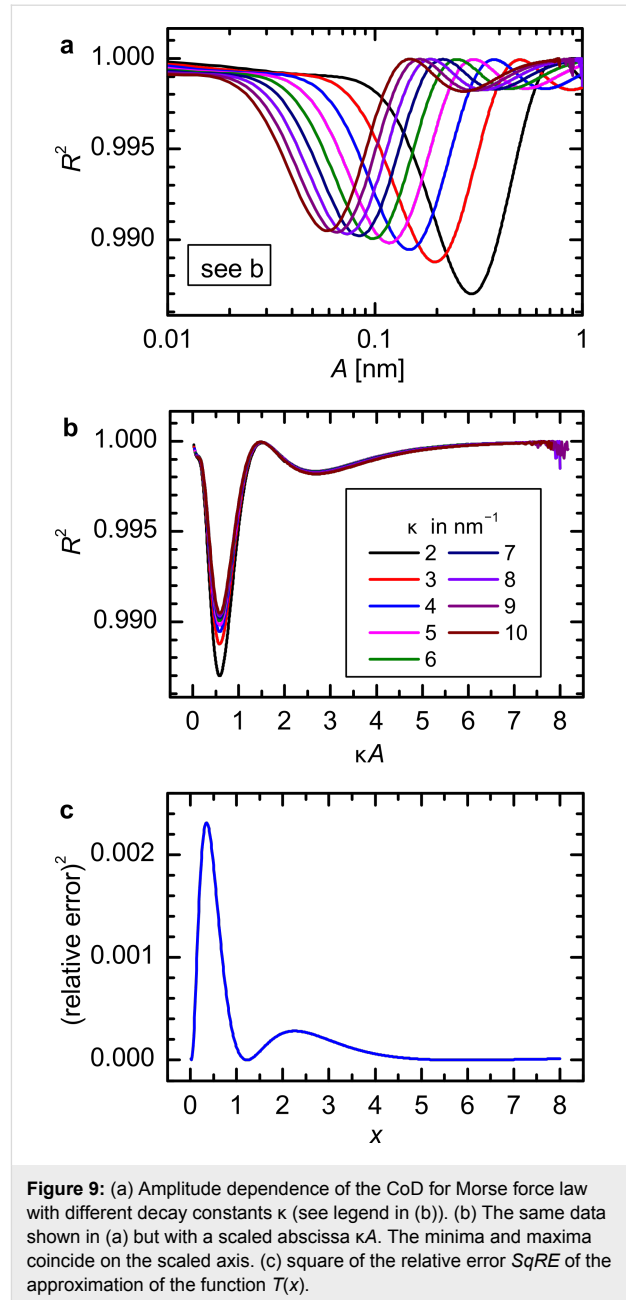 a
1.000
0.995
0.990
R²
see b
0.01
0.1
1
A [nm]
b
1.000
0.995
0.990
R²
κ in nm⁻¹
2
7
3
8
4
9
5
10
6
0 1 2 3 4 5 6 7 8
κA
c
0.002
0.001
0.000
(relative error)²
0 1 2 3 4 5 6 7 8
x
Figure 9: (a) Amplitude dependence of the CoD for Morse force law
with different decay constants κ (see legend in (b)). (b) The same data
shown in (a) but with a scaled abscissa κA. The minima and maxima
coincide on the scaled axis. (c) square of the relative error SqRE of the
approximation of the function T(x).